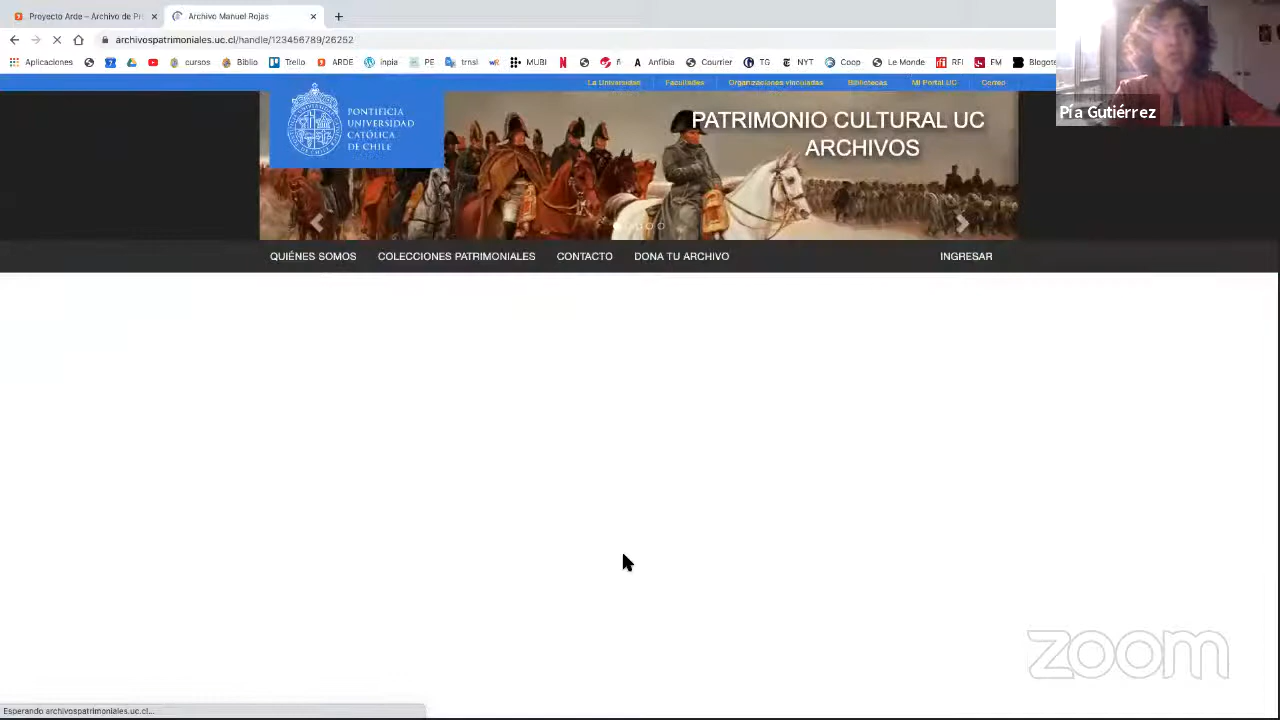 Proyecto Arde – Archivo de Pr
Archivo Manuel Rojas
archivospatrimoniales.uc.cl/handle/123456789/26252
Aplicaciones
cursos
Biblio
Trello
ARDE
inpia
PE
trnsl
MUBI
fi
Anfibia
Courrier
TG
NYT
Coop
Le Monde
RFI
FM
Blogote
La Universidad
Facultades
Organizaciones vinculadas
Bibliotecas
Mi Portal UC
Correo
PONTIFICIA
UNIVERSIDAD
CATÓLICA
DE CHILE
PATRIMONIO CULTURAL UC
ARCHIVOS
Pía Gutiérrez
QUIÉNES SOMOS
COLECCIONES PATRIMONIALES
CONTACTO
DONA TU ARCHIVO
INGRESAR
zoom
Esperando archivospatrimoniales.uc.cl...